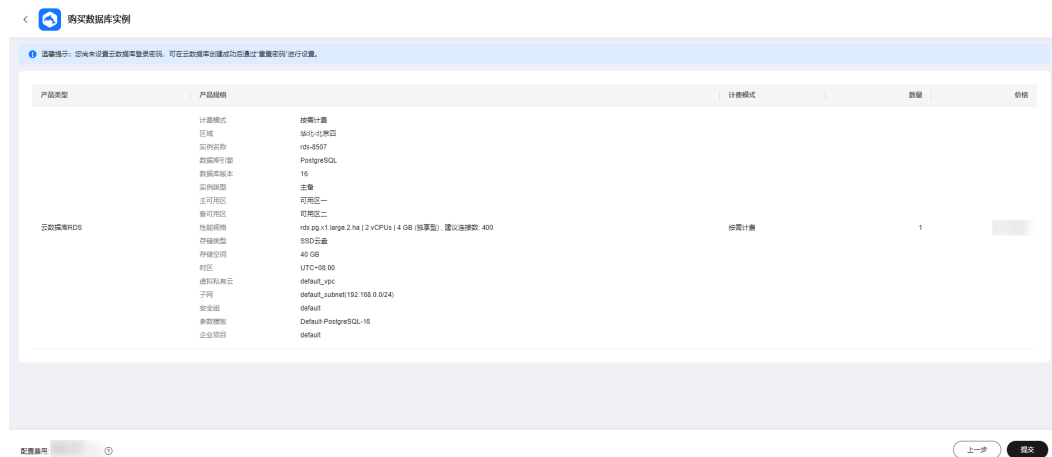 购买数据库实例
温馨提示：您尚未设置云数据库登录密码，可在云数据库创建成功后通过“重置密码”进行设置。
产品类型 产品规格 计费模式 数量 价格
计费模式 按需计费
区域 华北-北京四
实例名称 rds-8507
数据库引擎 PostgreSQL
数据库版本 16
实例类型 主备
主可用区 可用区一
备可用区 可用区二
云数据库RDS 性能规格 rds.pg.x1.large.2.ha | 2 vCPUs | 4 GB (独享型) , 建议连接数: 400 按需计费 1
存储类型 SSD云盘
存储空间 40 GB
时区 UTC+08:00
虚拟私有云 default_vpc
子网 default_subnet(192.168.0.0/24)
安全组 default
参数模板 Default-PostgreSQL-16
企业项目 default
配置费用:
上一步 提交